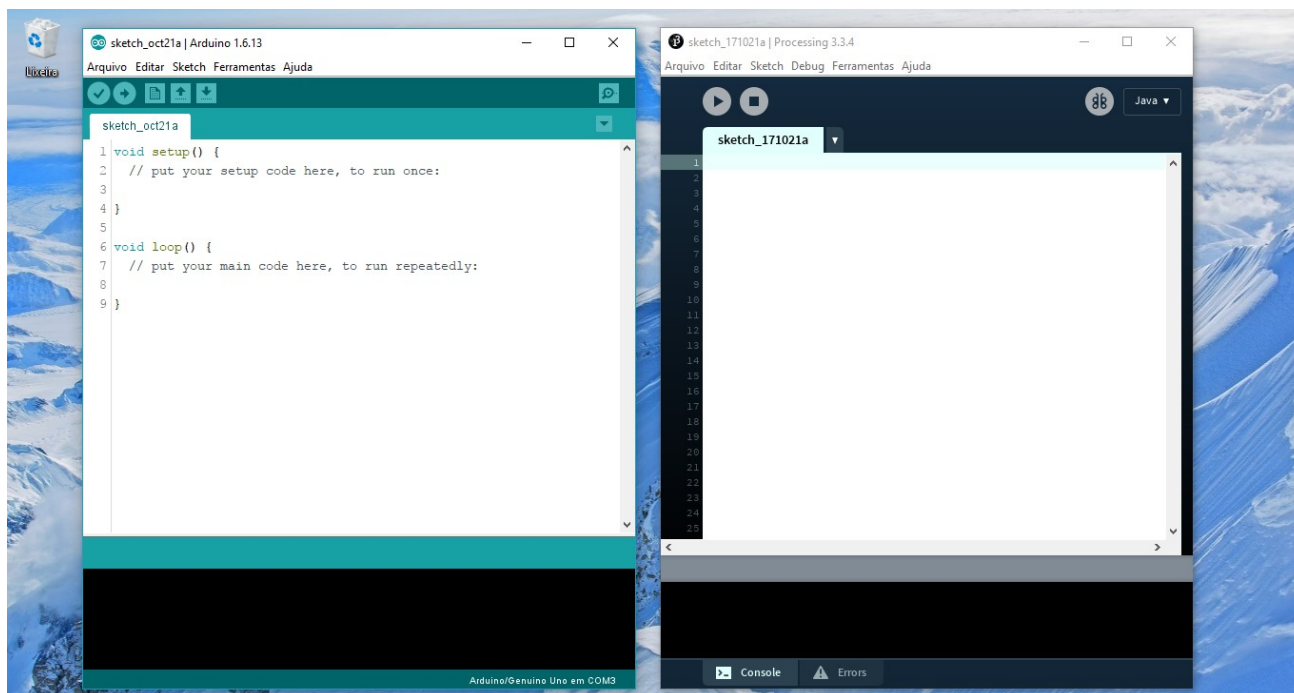 Lixeira
sketch_oct21a | Arduino 1.6.13
Arquivo Editar Sketch Ferramentas Ajuda
sketch_oct21a
1 void setup() {
2 // put your setup code here, to run once:
3
4 }
5
6 void loop() {
7 // put your main code here, to run repeatedly:
8
9 }
Arduino/Genuino Uno em COM3
sketch_171021a | Processing 3.3.4
Arquivo Editar Sketch Debug Ferramentas Ajuda
Java ▼
sketch_171021a ▼
1
2
3
4
5
6
7
8
9
10
11
12
13
14
15
16
17
18
19
20
21
22
23
24
25
Console Errors